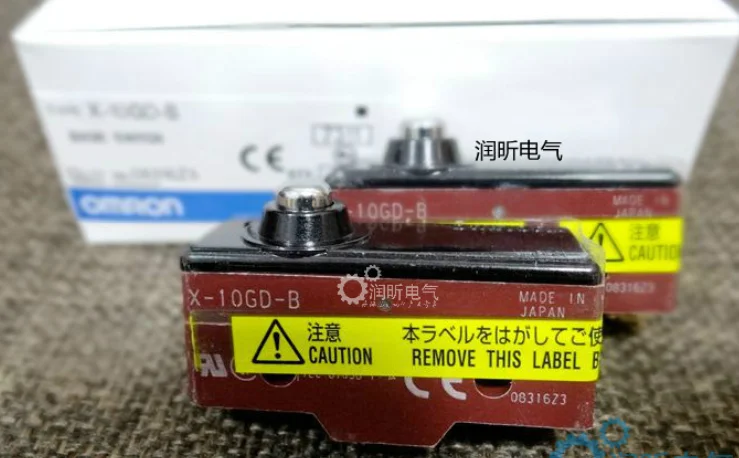 X-10GD-B
CE
OMRON
润昕电气
-10GD-B
MADE IN
JAPAN
注意
CAUTIO
0831623
X-10GD-B
润昕电气
MADE IN
JAPAN
注意
CAUTION
本ラベルをはがしてご使
REMOVE THIS LABEL B
CE
0831623